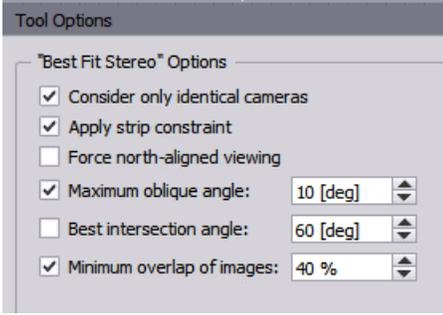 Tool Options
"Best Fit Stereo" Options
Consider only identical cameras
Apply strip constraint
Force north-aligned viewing
Maximum oblique angle: 10 [deg]
Best intersection angle: 60 [deg]
Minimum overlap of images: 40 %